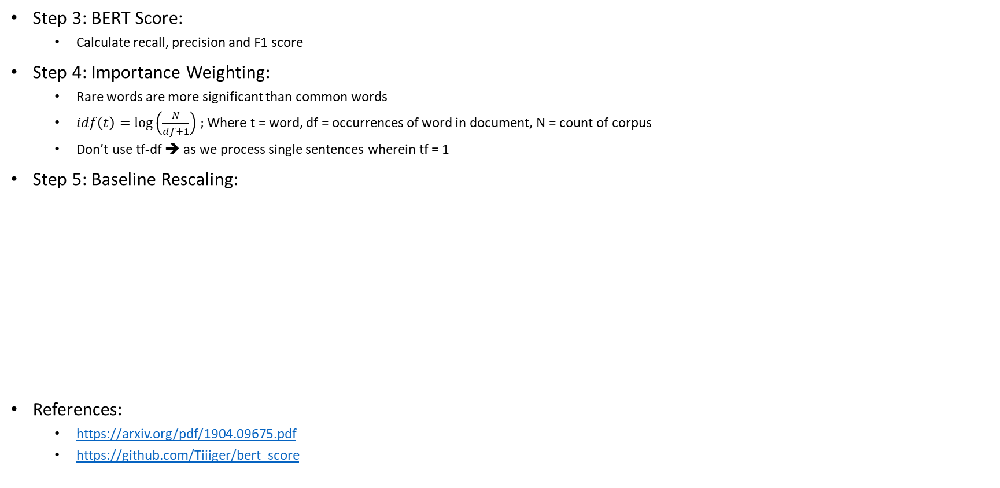 • Step 3: BERT Score:
• Calculate recall, precision and F1 score
• Step 4: Importance Weighting:
• Rare words are more significant than common words
• idf(t) = log(N/df+1) ; Where t = word, df = occurrences of word in document, N = count of corpus
• Don’t use tf-df ➔ as we process single sentences wherein tf = 1
• Step 5: Baseline Rescaling:
• References:
• https://arxiv.org/pdf/1904.09675.pdf
• https://github.com/Tiiiger/bert_score